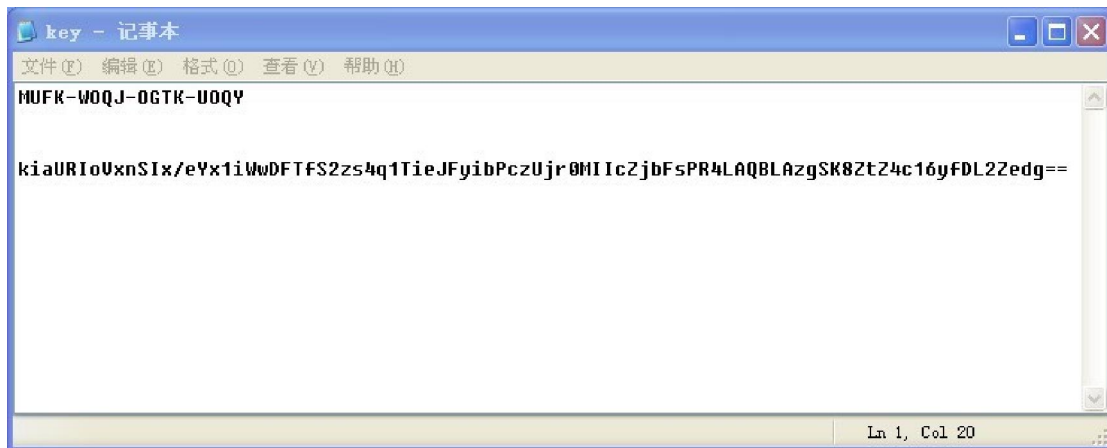 key - 记事本
文件(F) 编辑(E) 格式(O) 查看(V) 帮助(H)
MUFK-WOQJ-OGTK-UOQY
kiaURIoVxnSIx/eYx1iWwDFTfS2zs4q1TieJFyibPczUjr0MIIcZjbFsPR4LAQBLAzgSK8ZtZ4c16yfDL2Zedg==
Ln 1, Col 20